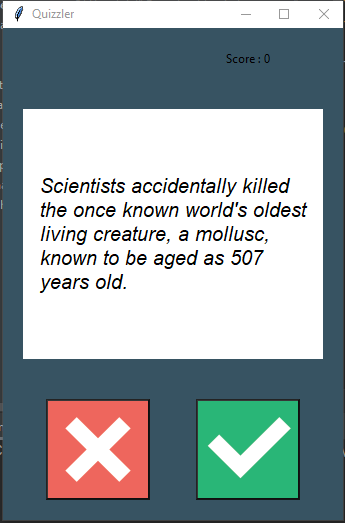 Quizzler
Score : 0
Scientists accidentally killed
the once known world's oldest
living creature, a mollusc,
known to be aged as 507
years old.